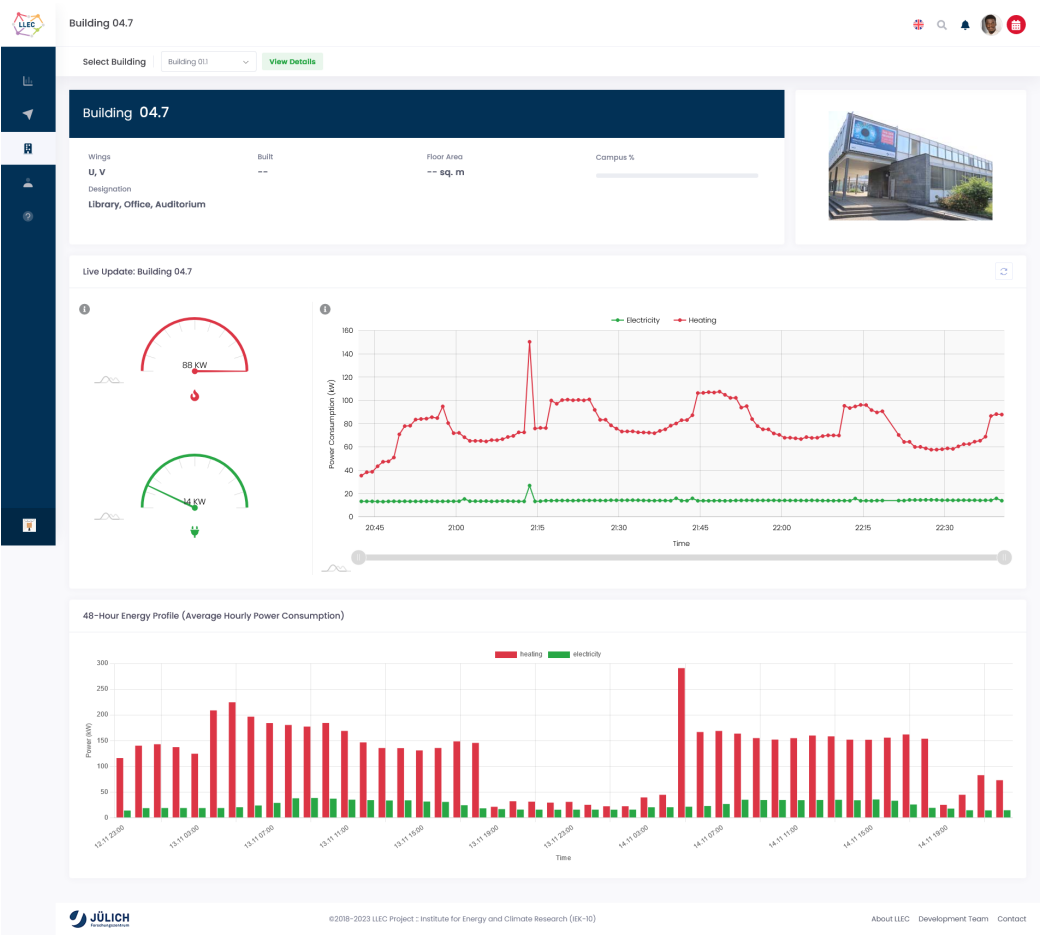 LLEC
Building 04.7
Select Building
Building 01.1
View Details
Building 04.7
Wings
Built
Floor Area
Campus %
U, V
--
-- sq. m
Designation
Library, Office, Auditorium
Live Update: Building 04.7
88 KW
14 KW
Electricity
Heating
Power Consumption (kW)
160
140
120
100
80
60
40
20
0
20:45
21:00
21:15
21:30
21:45
22:00
22:15
22:30
Time
48-Hour Energy Profile (Average Hourly Power Consumption)
heating
electricity
Power (kW)
300
250
200
150
100
50
0
12.11 23:00
13.11 03:00
13.11 07:00
13.11 11:00
13.11 15:00
13.11 19:00
13.11 23:00
14.11 03:00
14.11 07:00
14.11 11:00
14.11 15:00
14.11 19:00
Time
JÜLICH
Forschungszentrum
©2018-2023 LLEC Project :: Institute for Energy and Climate Research (IEK-10)
About LLEC
Development Team
Contact